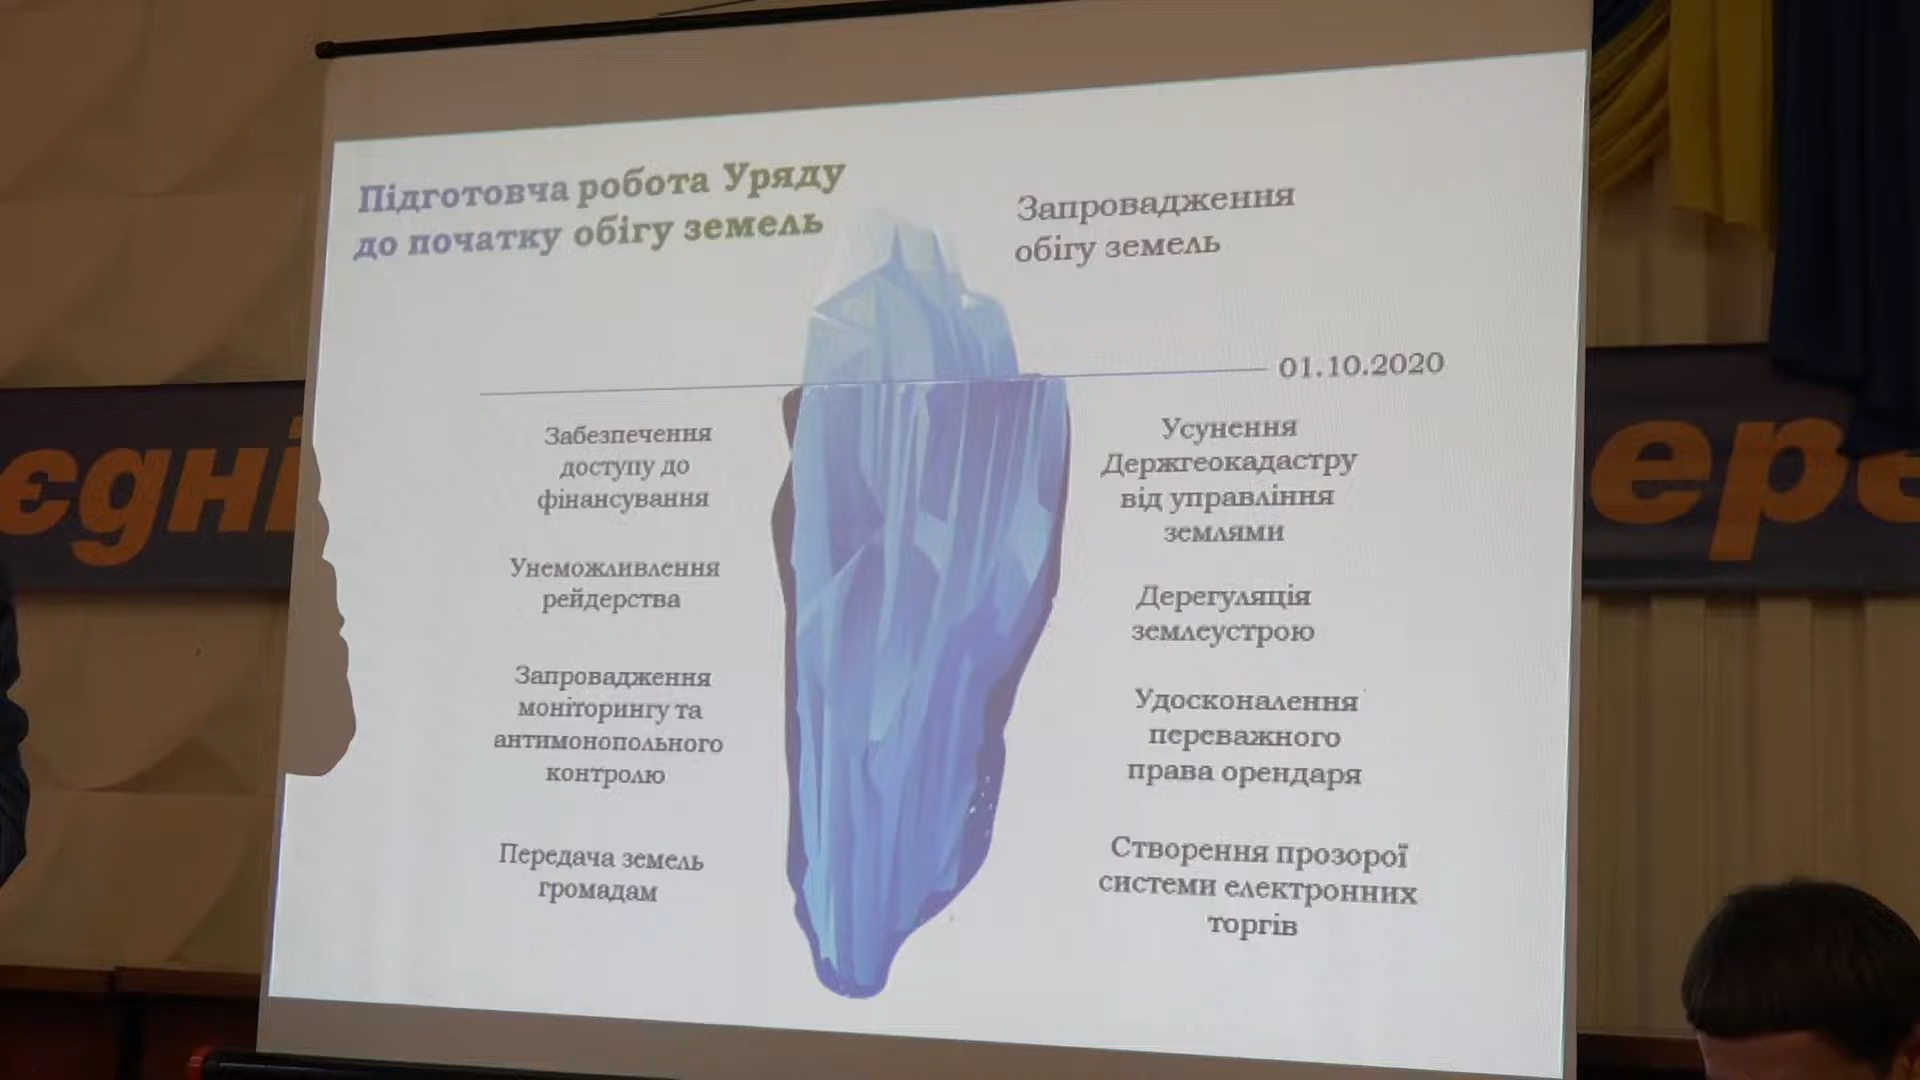 Підготовча робота Уряду
до початку обігу земель
Запровадження
обігу земель
01.10.2020
Забезпечення
доступу до
фінансування
Унеможливлення
рейдерства
Запровадження
моніторингу та
антимонопольного
контролю
Передача земель
громадам
Усунення
Держгеокадастру
від управління
землями
Дерегуляція
землеустрою
Удосконалення
переважного
права орендаря
Створення прозорої
системи електронних
торгів